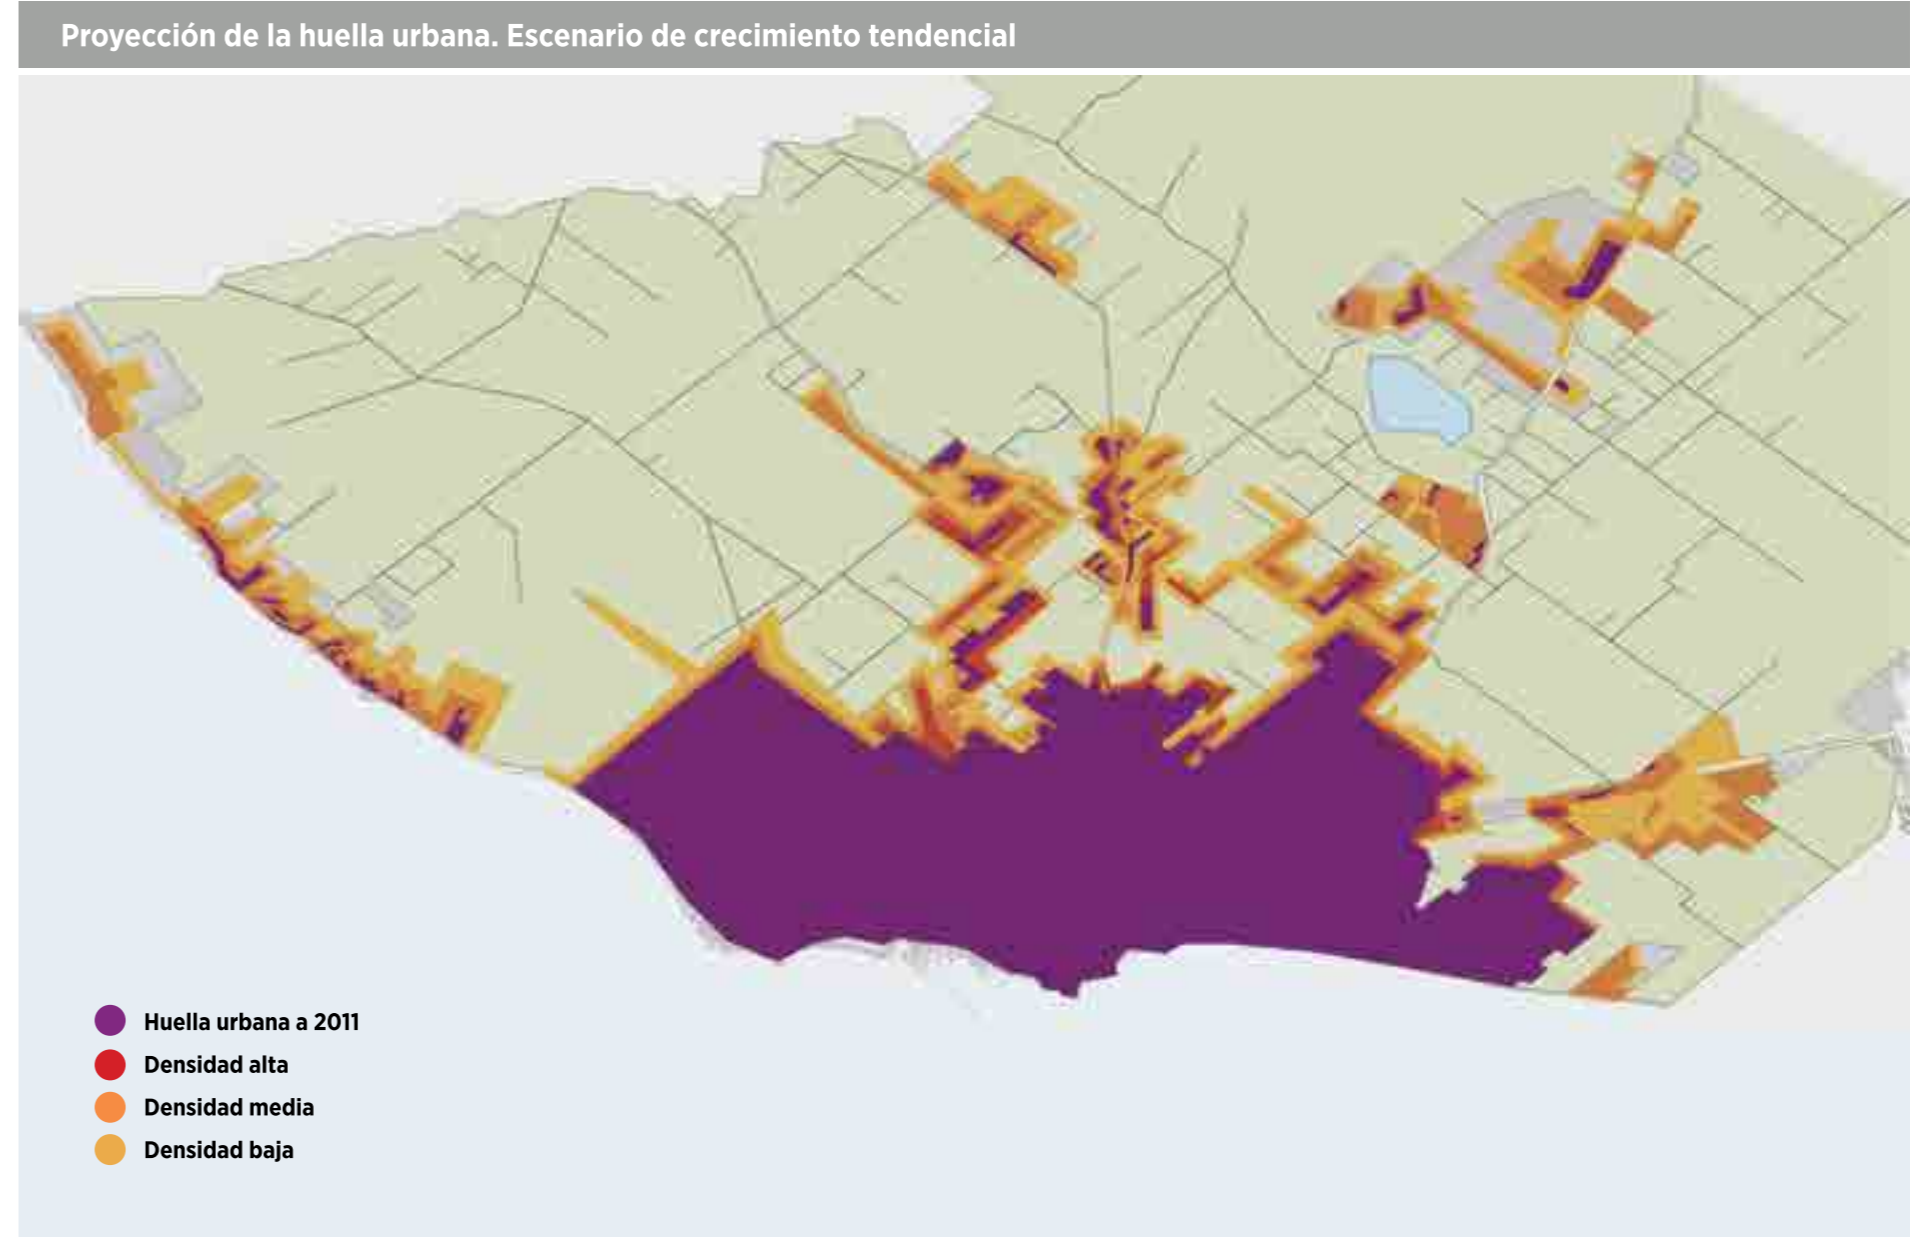 Proyección de la huella urbana. Escenario de crecimiento tendencial
Huella urbana a 2011
Densidad alta
Densidad media
Densidad baja